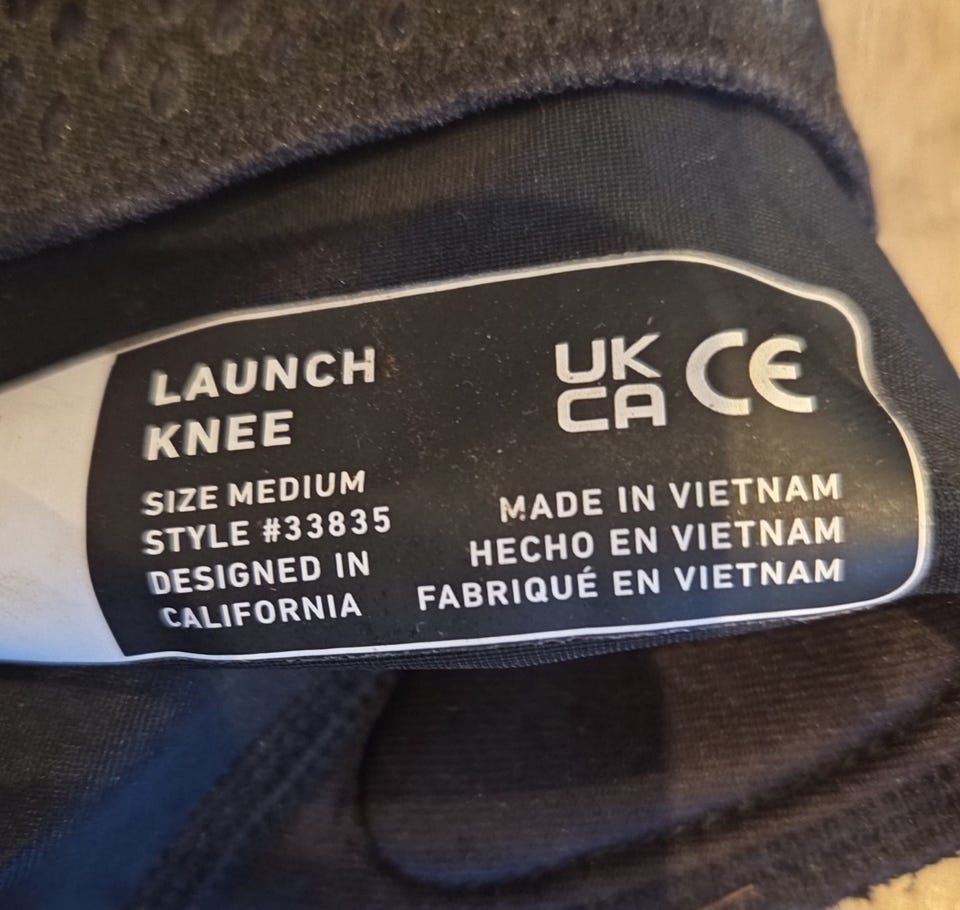 LAUNCH
KNEE
SIZE MEDIUM
STYLE #33835
DESIGNED IN
CALIFORNIA
UK
CA
CE
MADE IN VIETNAM
HECHO EN VIETNAM
FABRIQUÉ EN VIETNAM